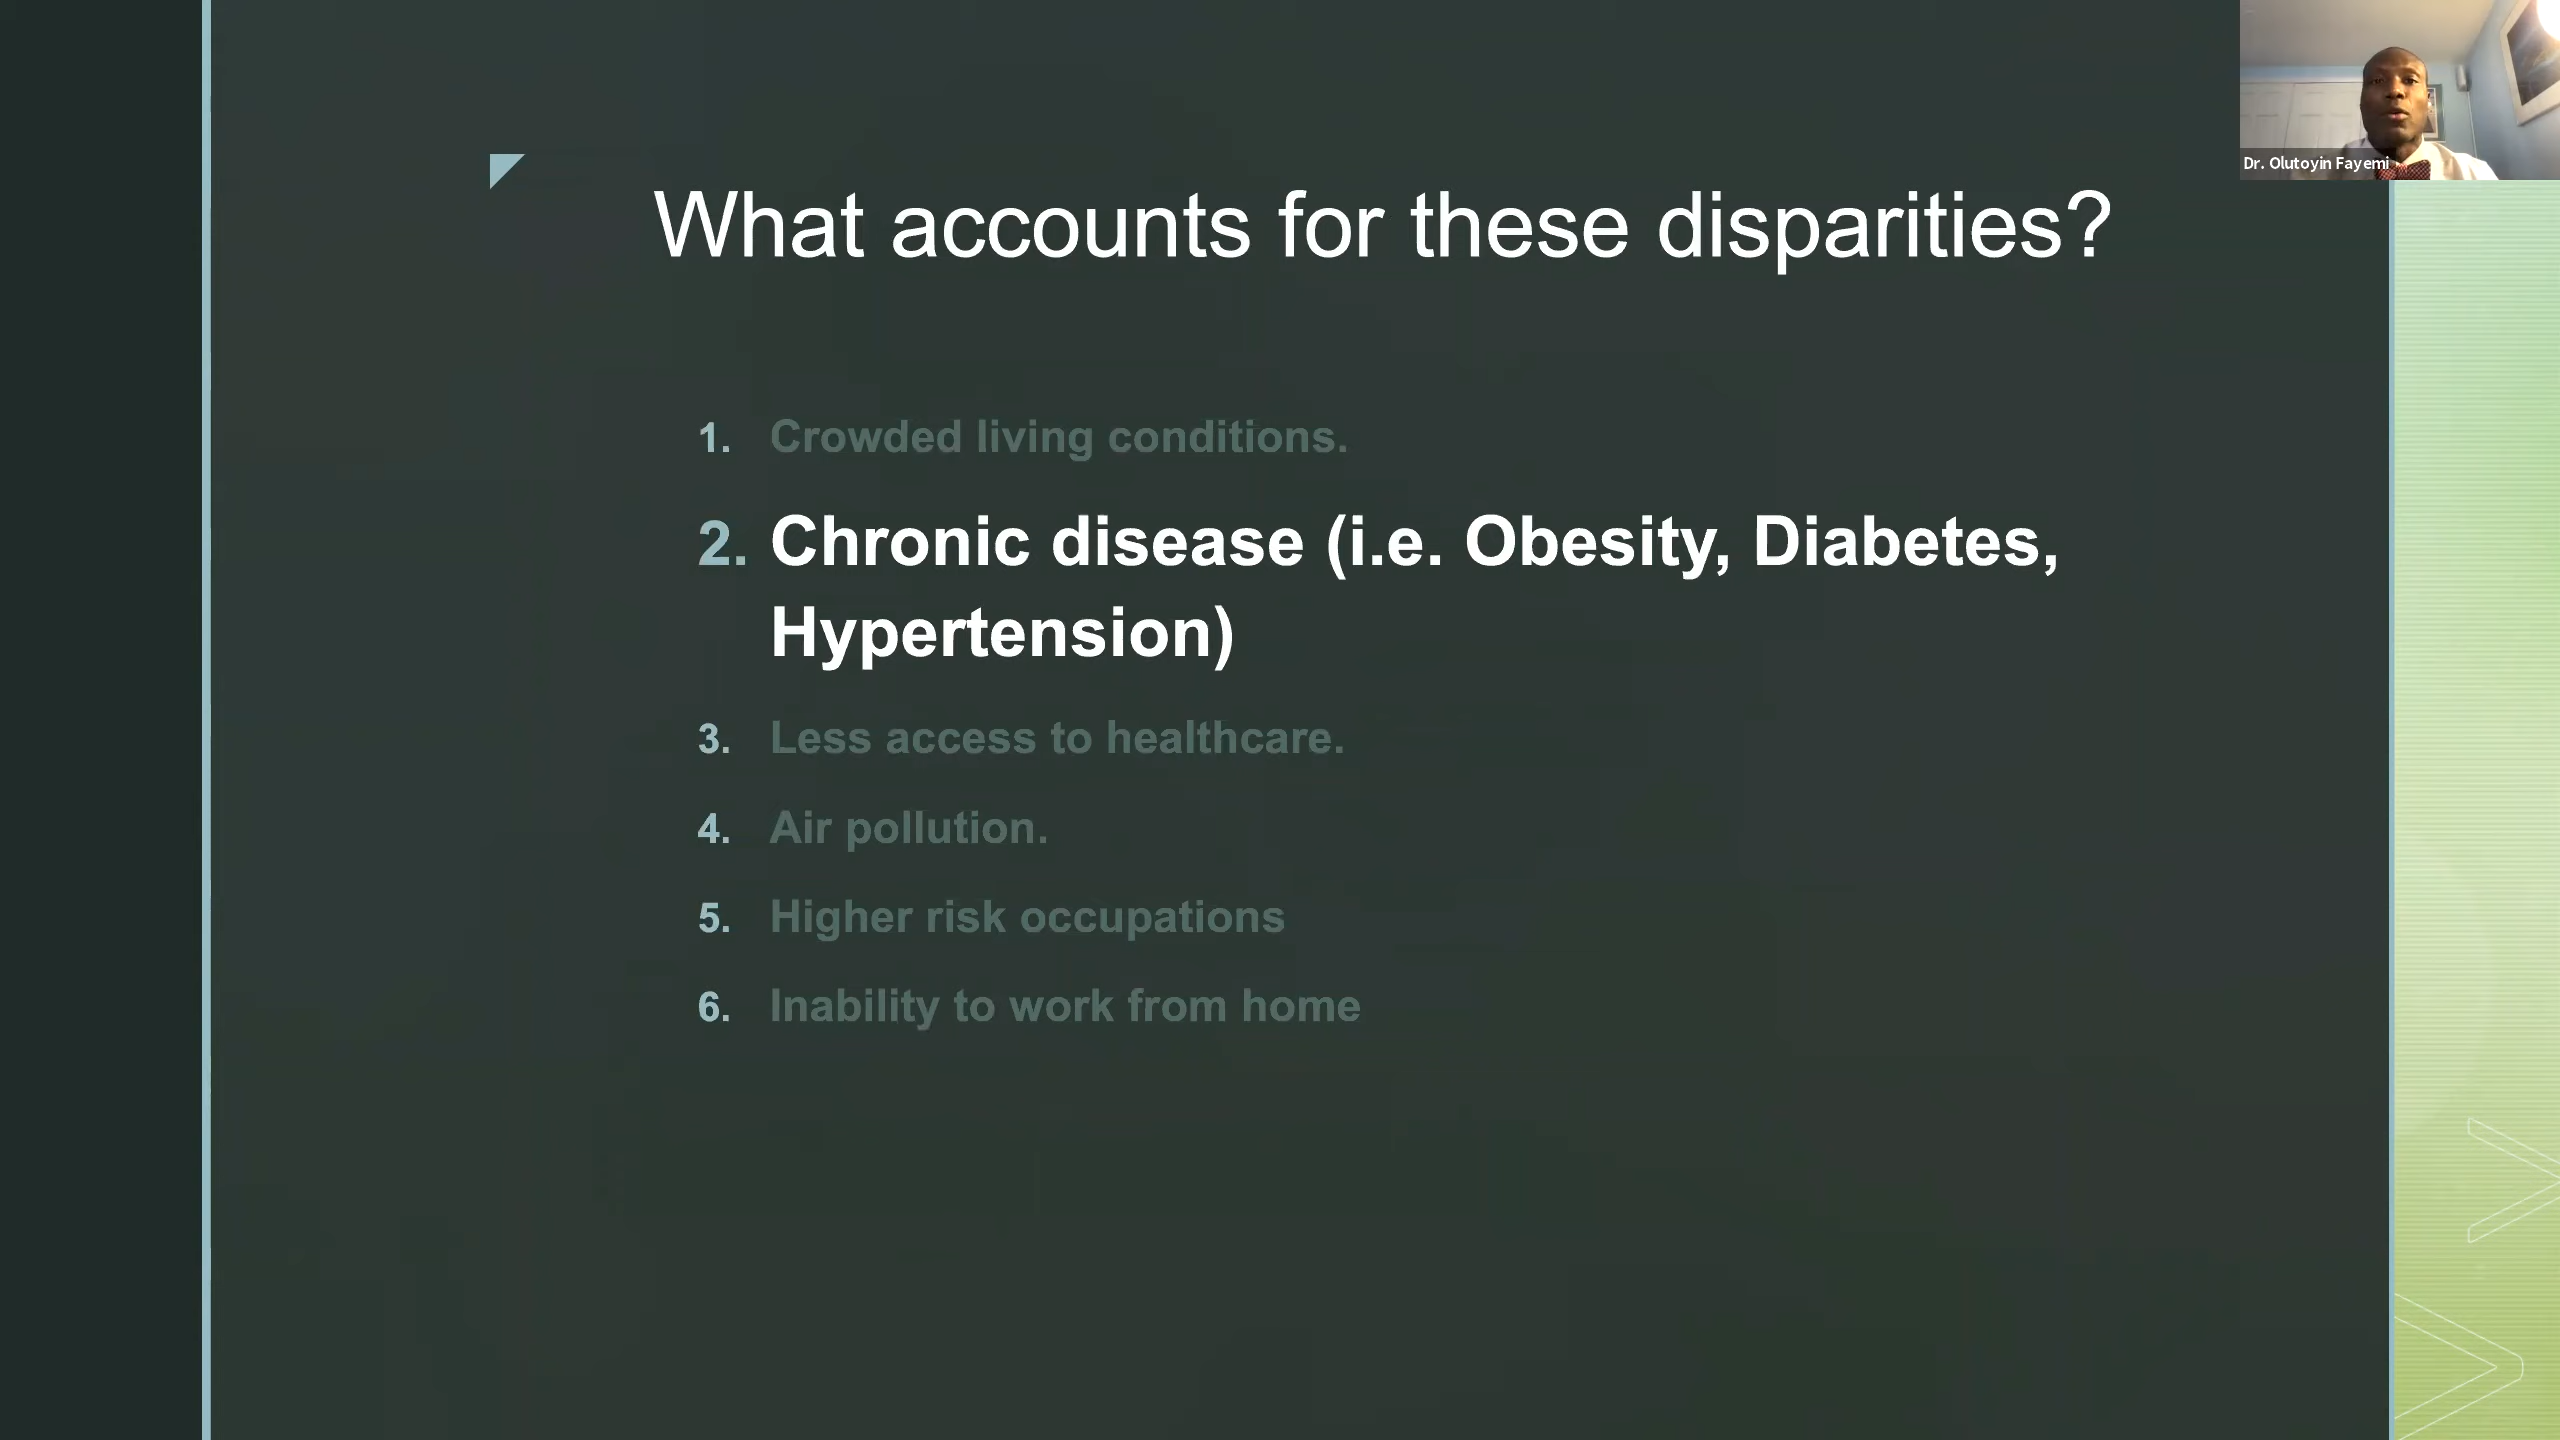 What accounts for these disparities?
1. Crowded living conditions.
2. Chronic disease (i.e. Obesity, Diabetes,
Hypertension)
3. Less access to healthcare.
4. Air pollution.
5. Higher risk occupations
6. Inability to work from home
Dr. Olutoyin Fayemi